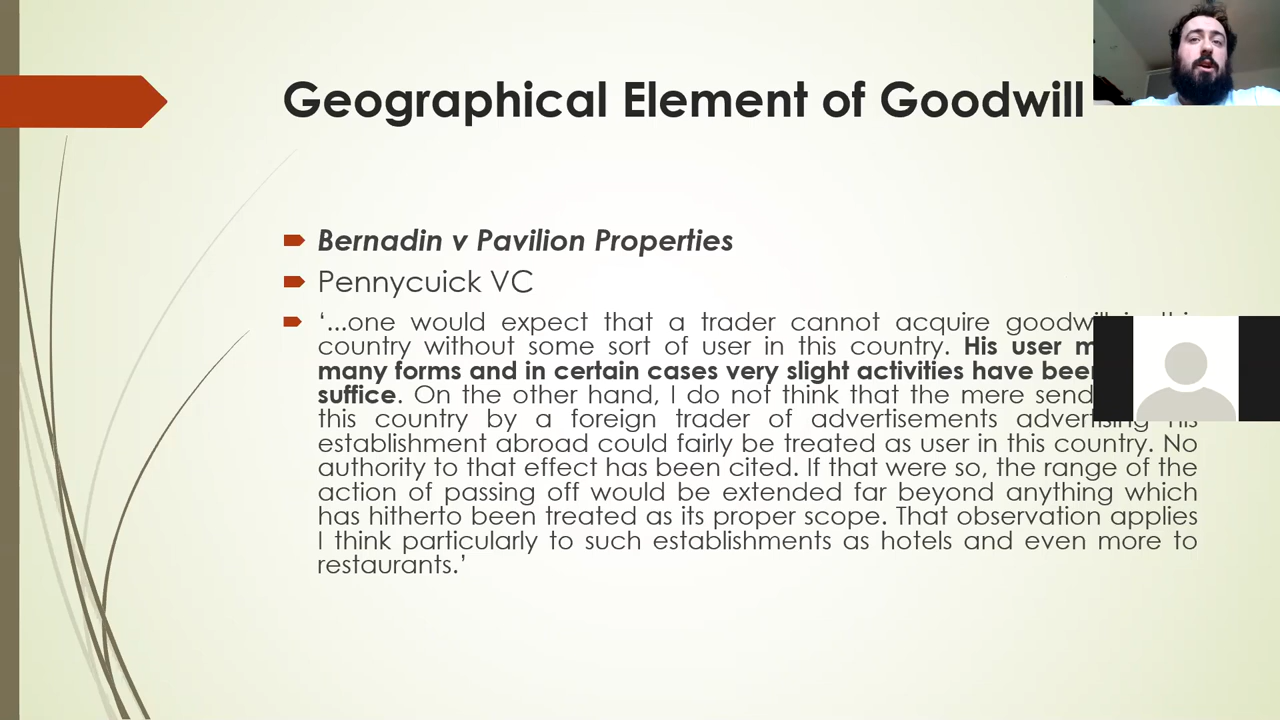 Geographical Element of Goodwill
Bernadin v Pavilion Properties
Pennycuick VC
‘...one would expect that a trader cannot acquire
country without some sort of user in this country. His user
many forms and in certain cases very slight activities have
suffice. On the other hand, I do not think that the mere
this country by a foreign trader of advertisements advertising his
establishment abroad could fairly be treated as user in this country. No
authority to that effect has been cited. If that were so, the range of the
action of passing off would be extended far beyond anything which
has hitherto been treated as its proper scope. That observation applies
I think particularly to such establishments as hotels and even more to
restaurants.’